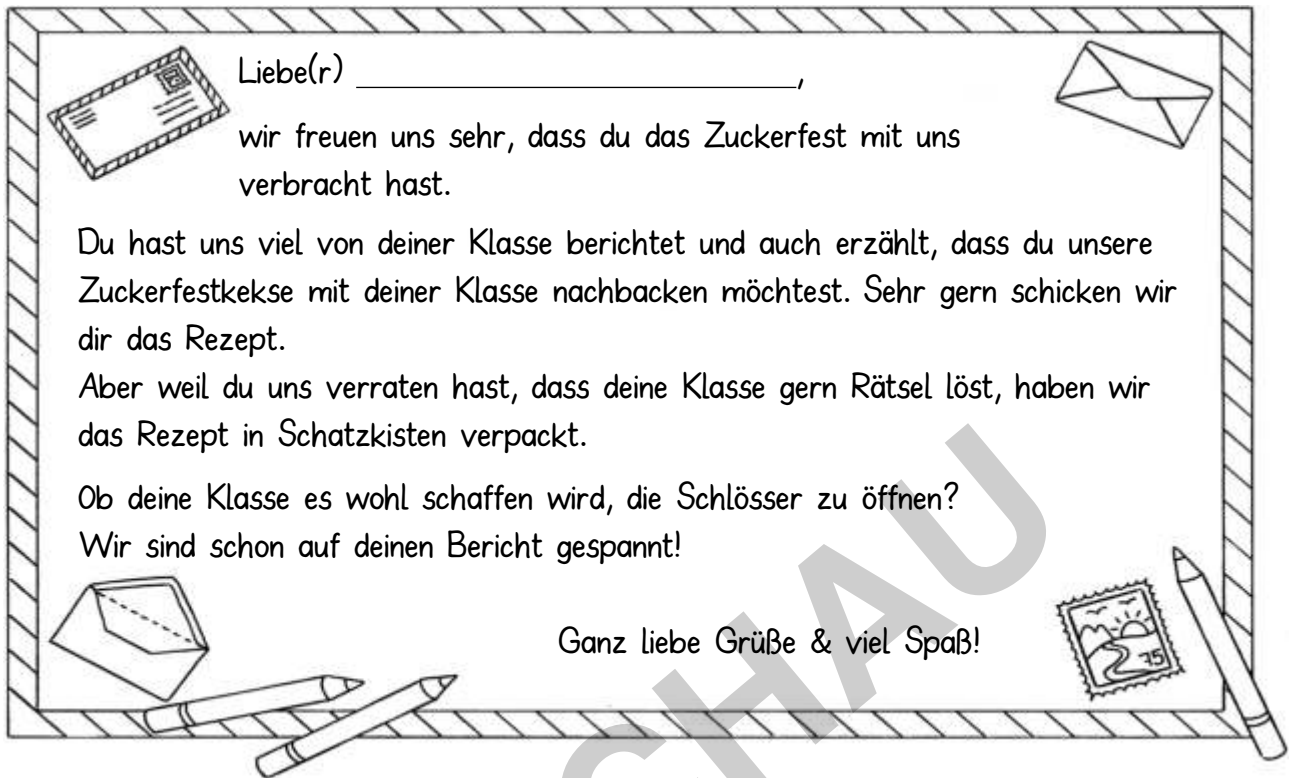 Liebe(r) ______________________________,
wir freuen uns sehr, dass du das Zuckerfest mit uns
verbracht hast.
Du hast uns viel von deiner Klasse berichtet und auch erzählt, dass du unsere
Zuckerfestkekse mit deiner Klasse nachbacken möchtest. Sehr gern schicken wir
dir das Rezept.
Aber weil du uns verraten hast, dass deine Klasse gern Rätsel löst, haben wir
das Rezept in Schatzkisten verpackt.
Ob deine Klasse es wohl schaffen wird, die Schlösser zu öffnen?
Wir sind schon auf deinen Bericht gespannt!
Ganz liebe Grüße & viel Spaß!
75
CHAU